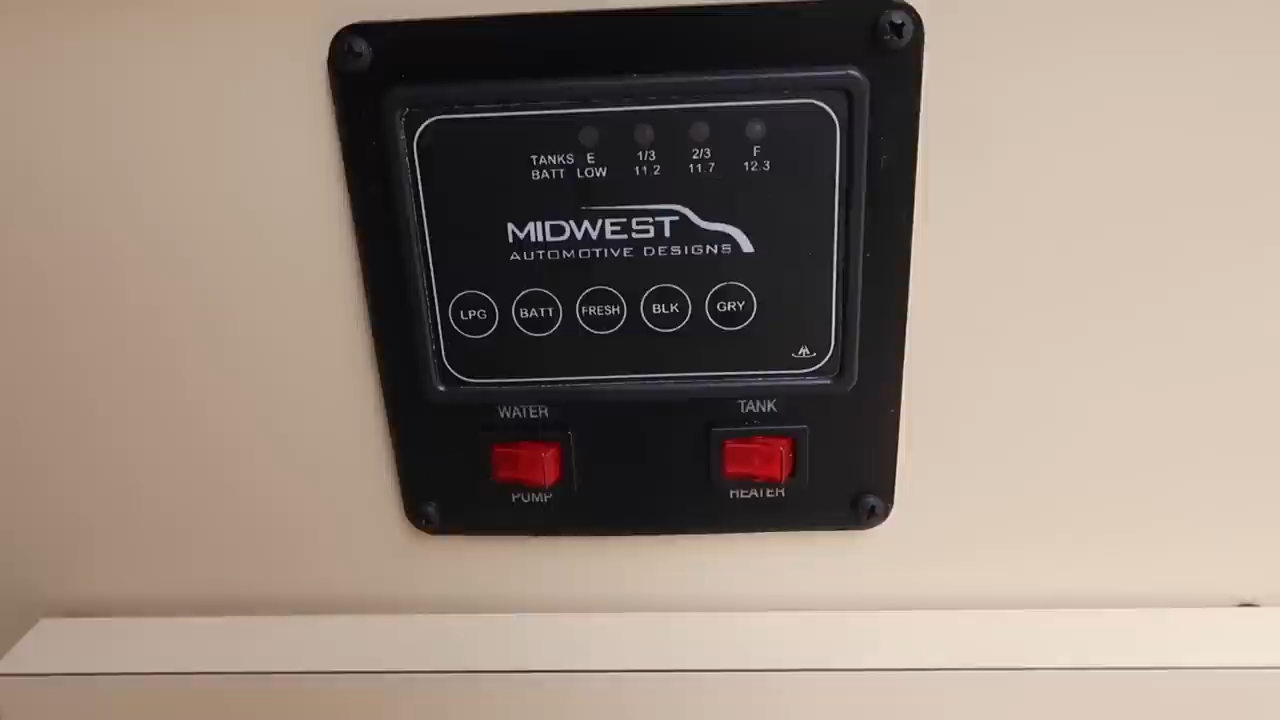 TANKS E 1/3 2/3 F
BATT LOW 11.2 11.7 12.3
MIDWEST
AUTOMOTIVE DESIGNS
LPG BATT FRESH BLK GRY
WATER TANK
PUMP HEATER